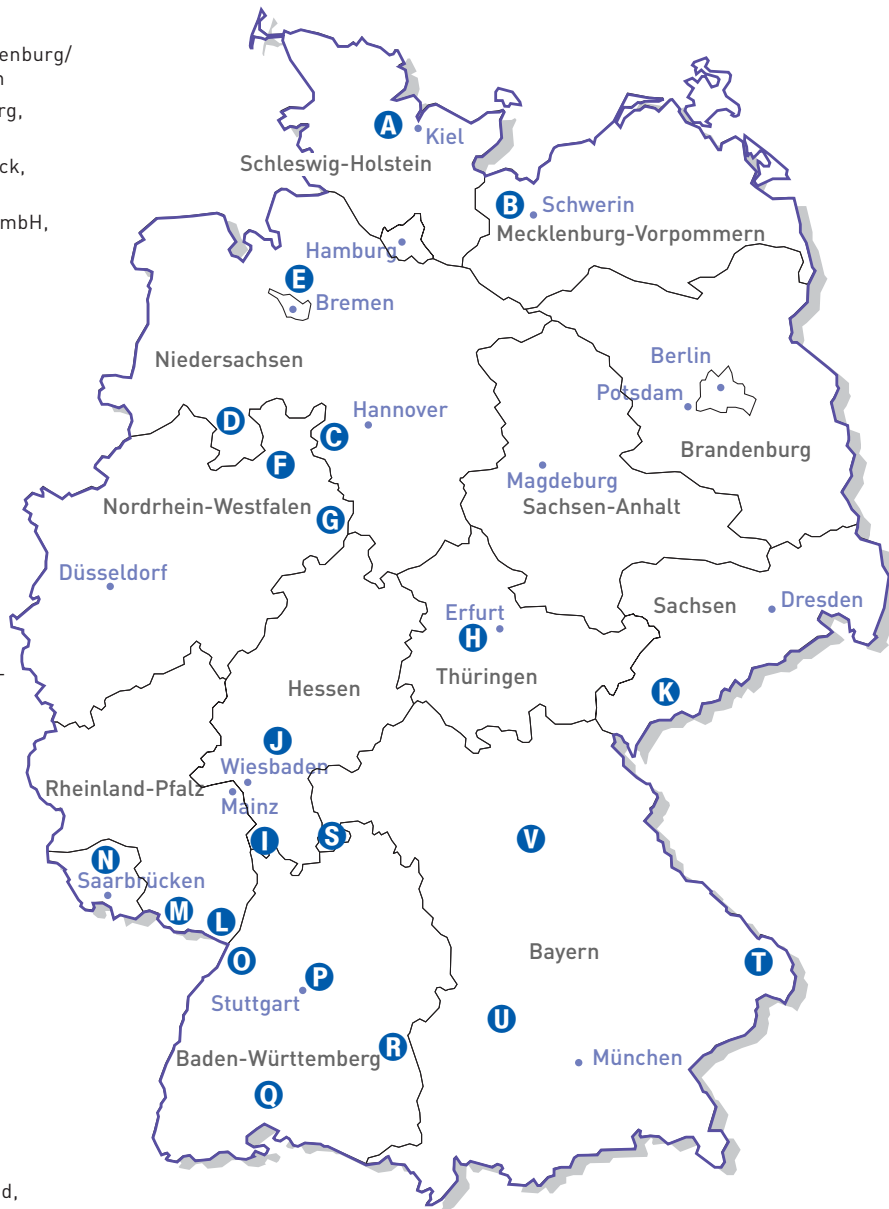 enburg/
n
rg,
ck,
mbH,
-
d,
A
Kiel
Schleswig-Holstein
B
Schwerin
Mecklenburg-Vorpommern
Hamburg
E
Bremen
Niedersachsen
Berlin
Potsdam
Brandenburg
D
C
Hannover
F
Magdeburg
Sachsen-Anhalt
Nordrhein-Westfalen
G
Düsseldorf
Sachsen
Dresden
Erfurt
H
Thüringen
K
Hessen
J
Wiesbaden
Rheinland-Pfalz
Mainz
I
S
V
N
Saarbrücken
M
L
O
Bayern
T
P
Stuttgart
U
R
Baden-Württemberg
München
Q